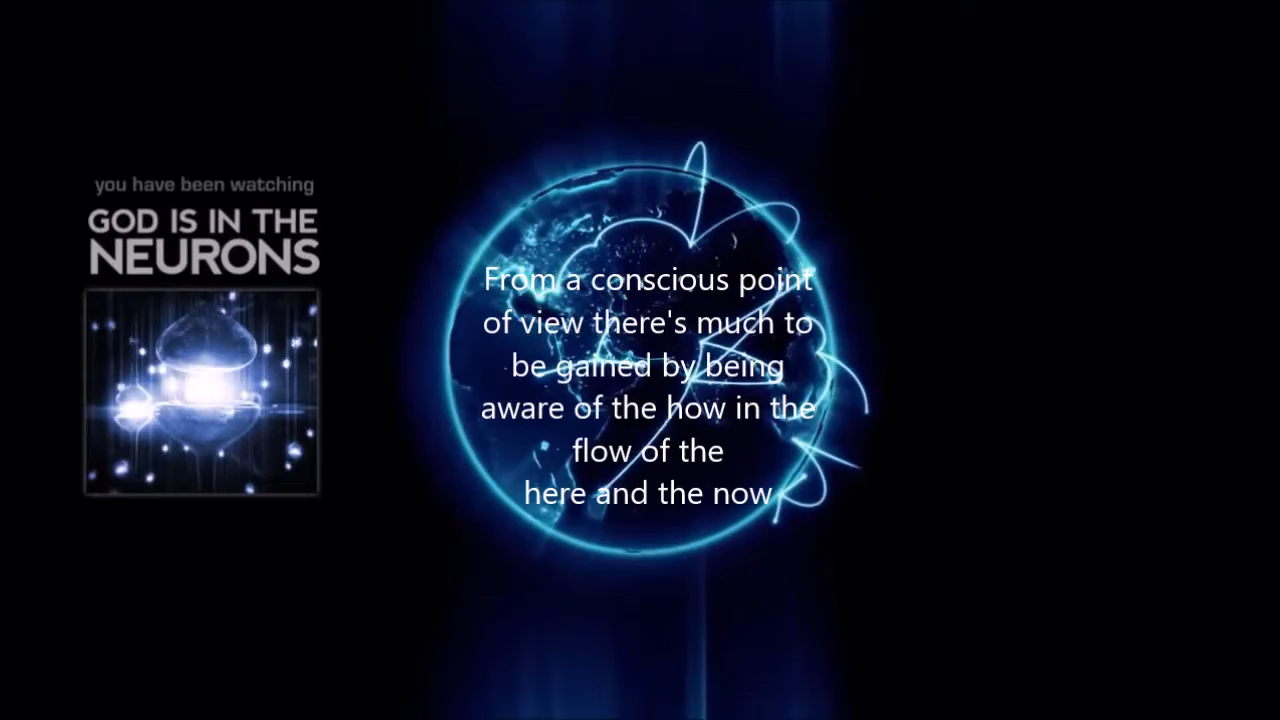 you have been watching
GOD IS IN THE
NEURONS
From a conscious point
of view there's much to
be gained by being
aware of the how in the
flow of the
here and the now